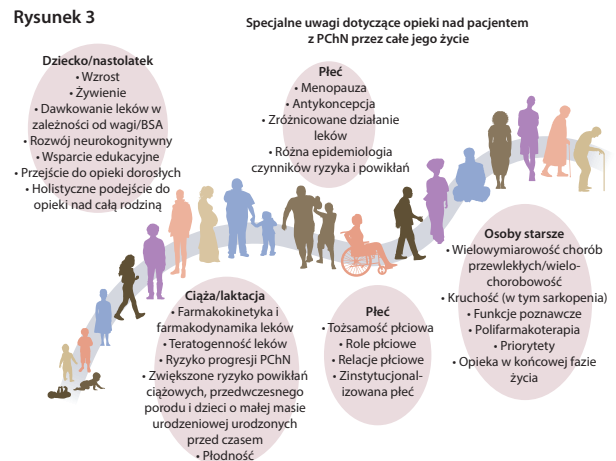 Rysunek 3
Specjalne uwagi dotyczące opieki nad pacjentem
z PChN przez całe jego życie
Dziecko/nastolatek
• Wzrost
• Żywienie
• Dawkowanie leków w
zależności od wagi/BSA
• Rozwój neurokognitywny
• Wsparcie edukacyjne
• Przejście do opieki dorosłych
• Holistyczne podejście do
opieki nad całą rodziną
Płeć
• Menopauza
• Antykoncepcja
• Zróżnicowane działanie
leków
• Różna epidemiologia
czynników ryzyka i powikłań
Ciąża/laktacja
• Farmakokinetyka i
farmakodynamika leków
• Teratogenność leków
• Ryzyko progresji PChN
• Zwiększone ryzyko powikłań
ciążowych, przedwczesnego
porodu i dzieci o małej masie
urodzeniowej urodzonych
przed czasem
• Płodność
Płeć
• Tożsamość płciowa
• Role płciowe
• Relacje płciowe
• Zinstytucjonal-
izowana płeć
Osoby starsze
• Wielowymiarowość chorób
przewlekłych/wielo-
chorobowość
• Kruchość (w tym sarkopenia)
• Funkcje poznawcze
• Polifarmakoterapia
• Priorytety
• Opieka w końcowej fazie
życia